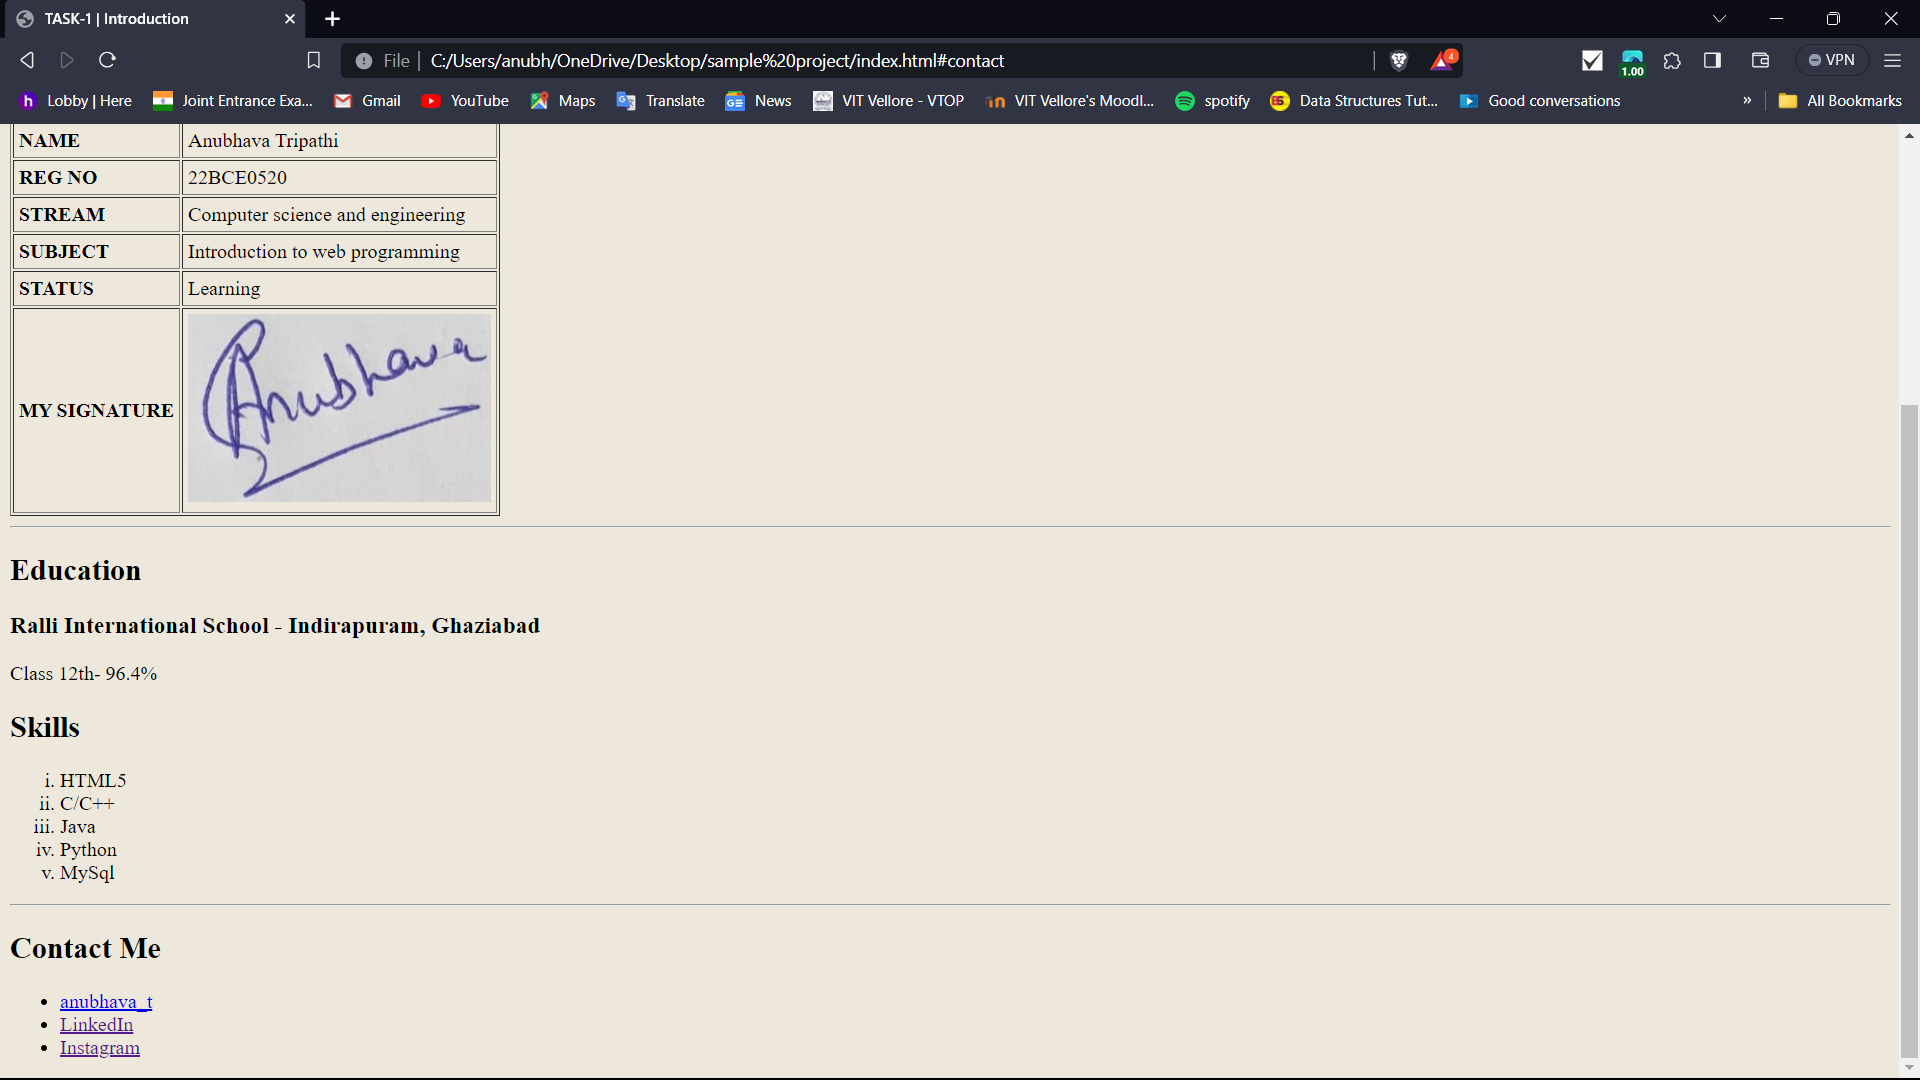 TASK-1 | Introduction
File | C:/Users/anubh/OneDrive/Desktop/sample%20project/index.html#contact
4
1.00
VPN
Lobby | Here
Joint Entrance Exa...
Gmail
YouTube
Maps
Translate
News
VIT Vellore - VTOP
VIT Vellore's Moodl...
spotify
Data Structures Tut...
Good conversations
»
All Bookmarks
NAME Anubhava Tripathi
REG NO 22BCE0520
STREAM Computer science and engineering
SUBJECT Introduction to web programming
STATUS Learning
MY SIGNATURE Anubhava
Education
Ralli International School - Indirapuram, Ghaziabad
Class 12th- 96.4%
Skills
i. HTML5
ii. C/C++
iii. Java
iv. Python
v. MySql
Contact Me
• anubhava_t
• LinkedIn
• Instagram